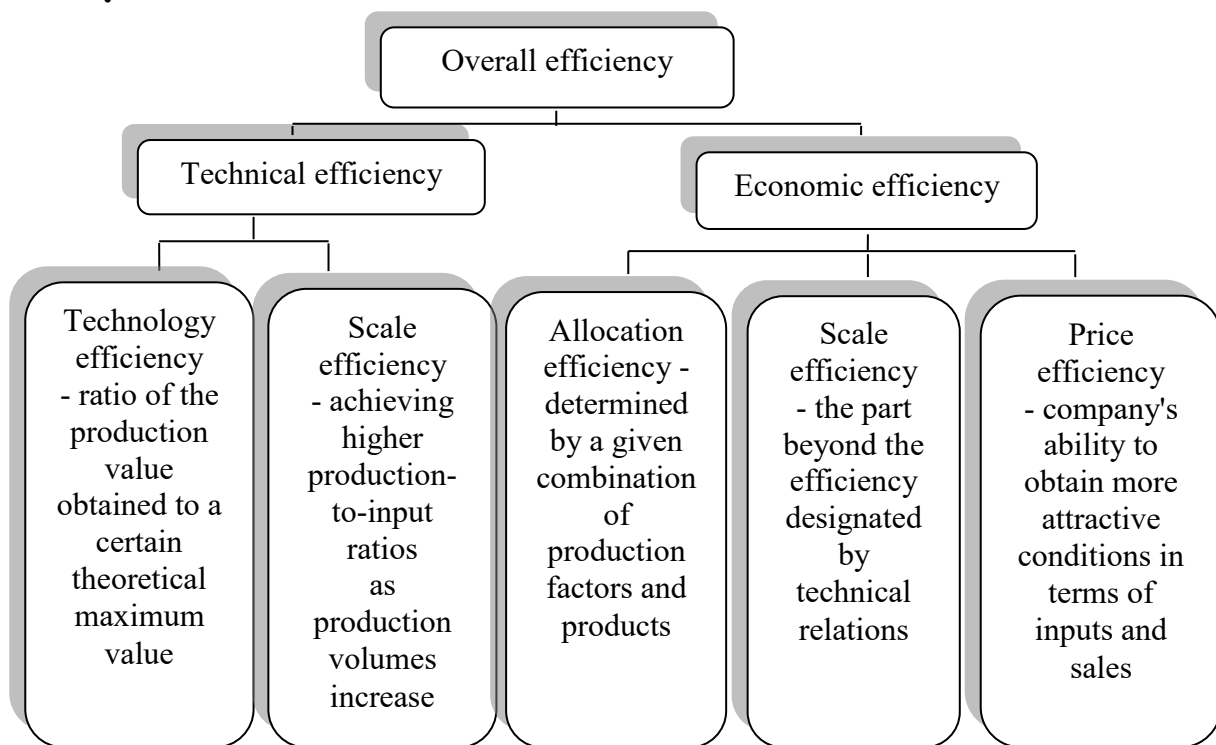 Overall efficiency
Technical efficiency
Economic efficiency
Technology
efficiency
- ratio of the
production
value
obtained to a
certain
theoretical
maximum
value
Scale
efficiency
- achieving
higher
production-
to-input
ratios
as
production
volumes
increase
Allocation
efficiency -
determined
by a given
combination
of
production
factors and
products
Scale
efficiency
- the part
beyond the
efficiency
designated
by
technical
relations
Price
efficiency
- company's
ability to
obtain more
attractive
conditions in
terms of
inputs and
sales